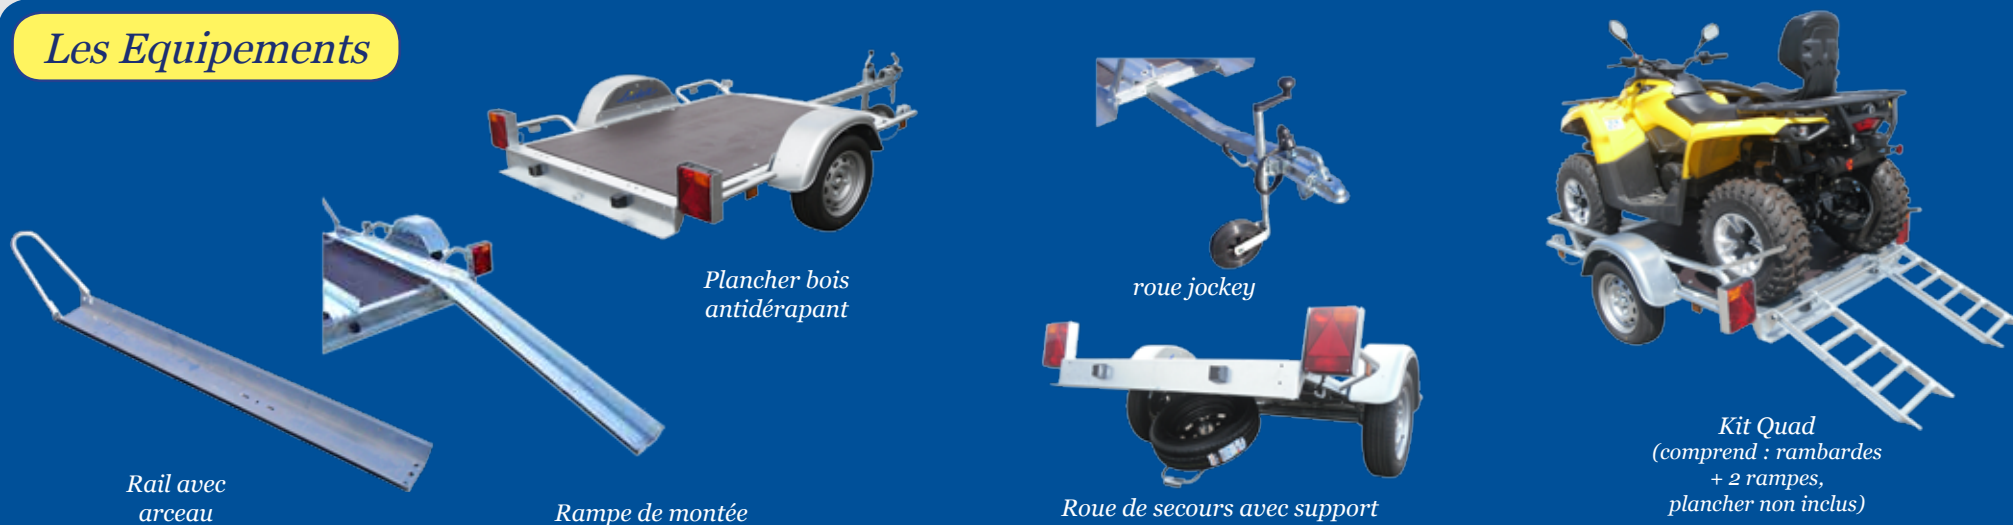 Les Equipements
Plancher bois
antidérapant
roue jockey
Rail avec
arceau
Rampe de montée
Roue de secours avec support
Kit Quad
(comprend : rambardes
+ 2 rampes,
plancher non inclus)